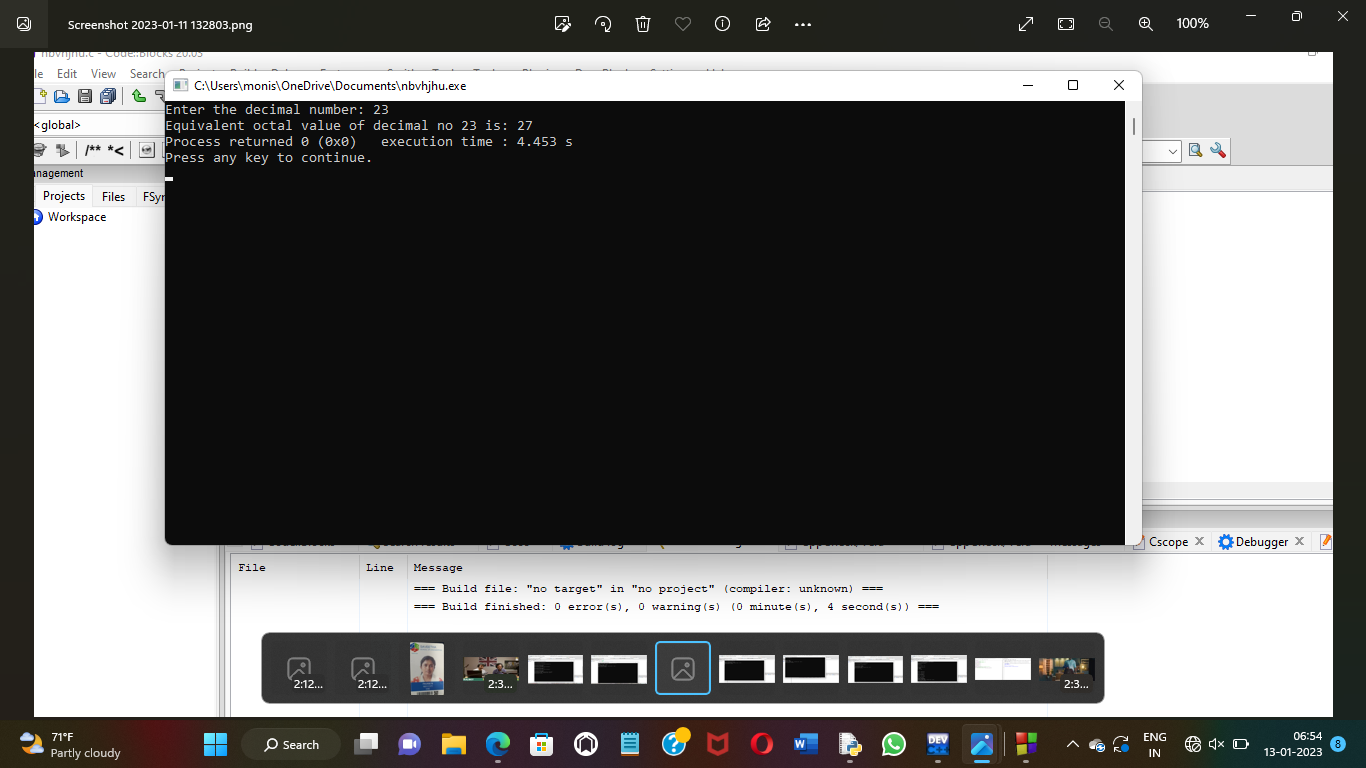 Screenshot 2023-01-11 132803.png
100%
nbvhjhu.c - Code::Blocks 20.03
Edit View Search
C:\Users\monis\OneDrive\Documents\nbvhjhu.exe
Enter the decimal number: 23
Equivalent octal value of decimal no 23 is: 27
Process returned 0 (0x0)   execution time : 4.453 s
Press any key to continue.
<global>
/** *<
Projects Files
Workspace
Cscope Debugger
File Line Message
=== Build file: "no target" in "no project" (compiler: unknown) ===
=== Build finished: 0 error(s), 0 warning(s) (0 minute(s), 4 second(s)) ===
2:12... 2:12... 2:3... 2:3...
71°F
Partly cloudy
Search
DEV
ENG
IN
06:54
13-01-2023
8